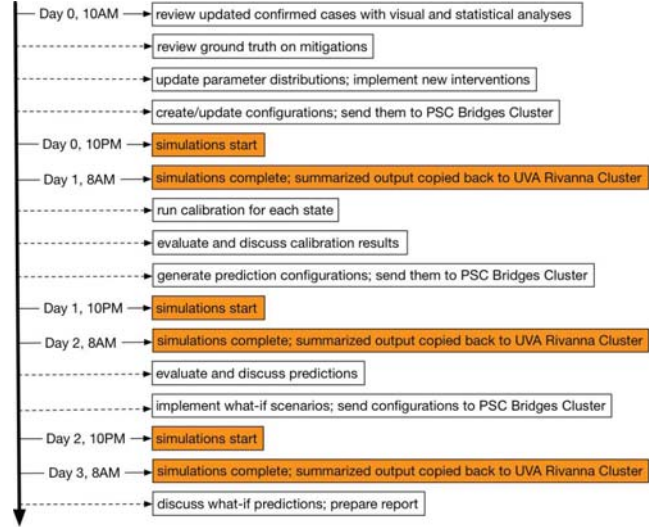 Day 0, 10AM review updated confirmed cases with visual and statistical analyses
review ground truth on mitigations
update parameter distributions; implement new interventions
create/update configurations; send them to PSC Bridges Cluster
Day 0, 10PM simulations start
Day 1, 8AM simulations complete; summarized output copied back to UVA Rivanna Cluster
run calibration for each state
evaluate and discuss calibration results
generate prediction configurations; send them to PSC Bridges Cluster
Day 1, 10PM simulations start
Day 2, 8AM simulations complete; summarized output copied back to UVA Rivanna Cluster
evaluate and discuss predictions
implement what-if scenarios; send configurations to PSC Bridges Cluster
Day 2, 10PM simulations start
Day 3, 8AM simulations complete; summarized output copied back to UVA Rivanna Cluster
discuss what-if predictions; prepare report